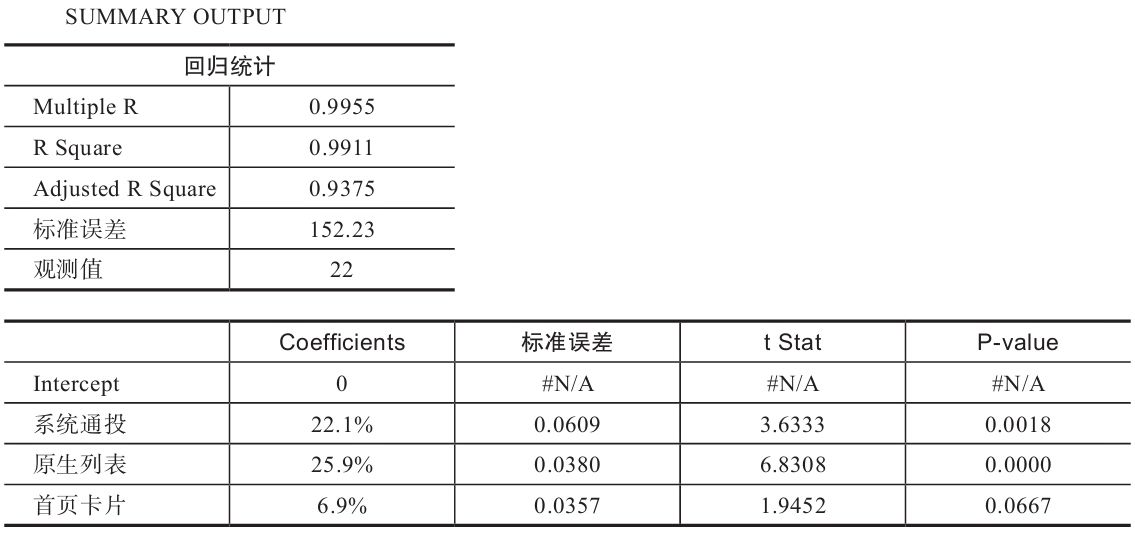 SUMMARY OUTPUT
回归统计
Multiple R 0.9955
R Square 0.9911
Adjusted R Square 0.9375
标准误差 152.23
观测值 22
Coefficients 标准误差 t Stat P-value
Intercept 0 #N/A #N/A #N/A
系统通投 22.1% 0.0609 3.6333 0.0018
原生列表 25.9% 0.0380 6.8308 0.0000
首页卡片 6.9% 0.0357 1.9452 0.0667